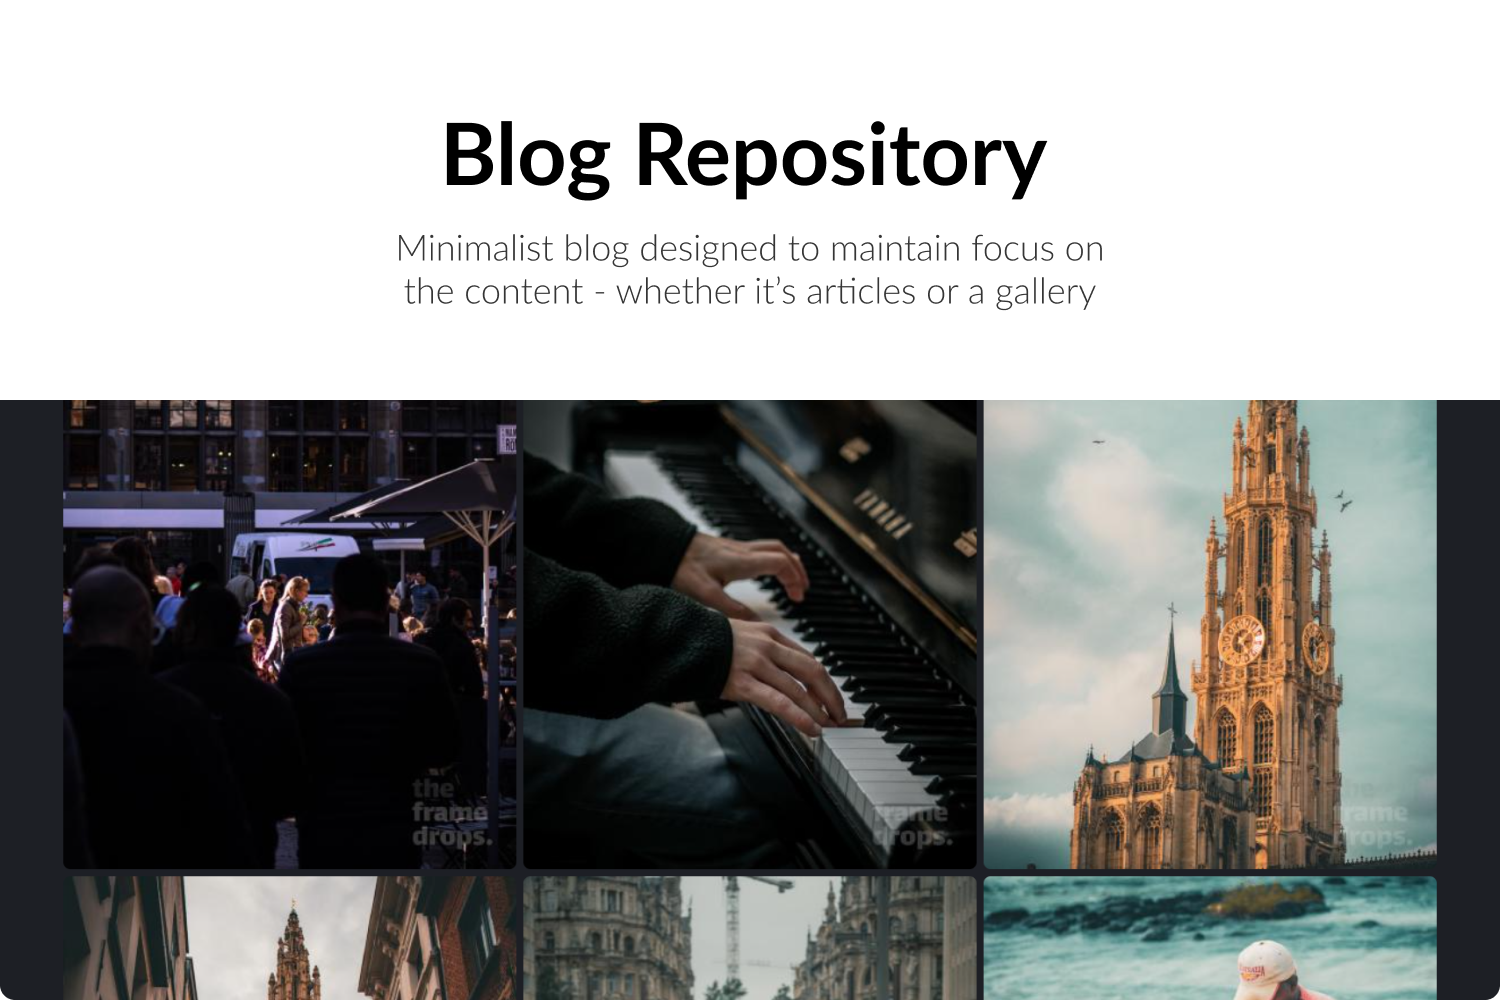 Blog Repository
Minimalist blog designed to maintain focus on
the content - whether it’s articles or a gallery
the
frame
drops.
frame
drops.
the
frame
drops.